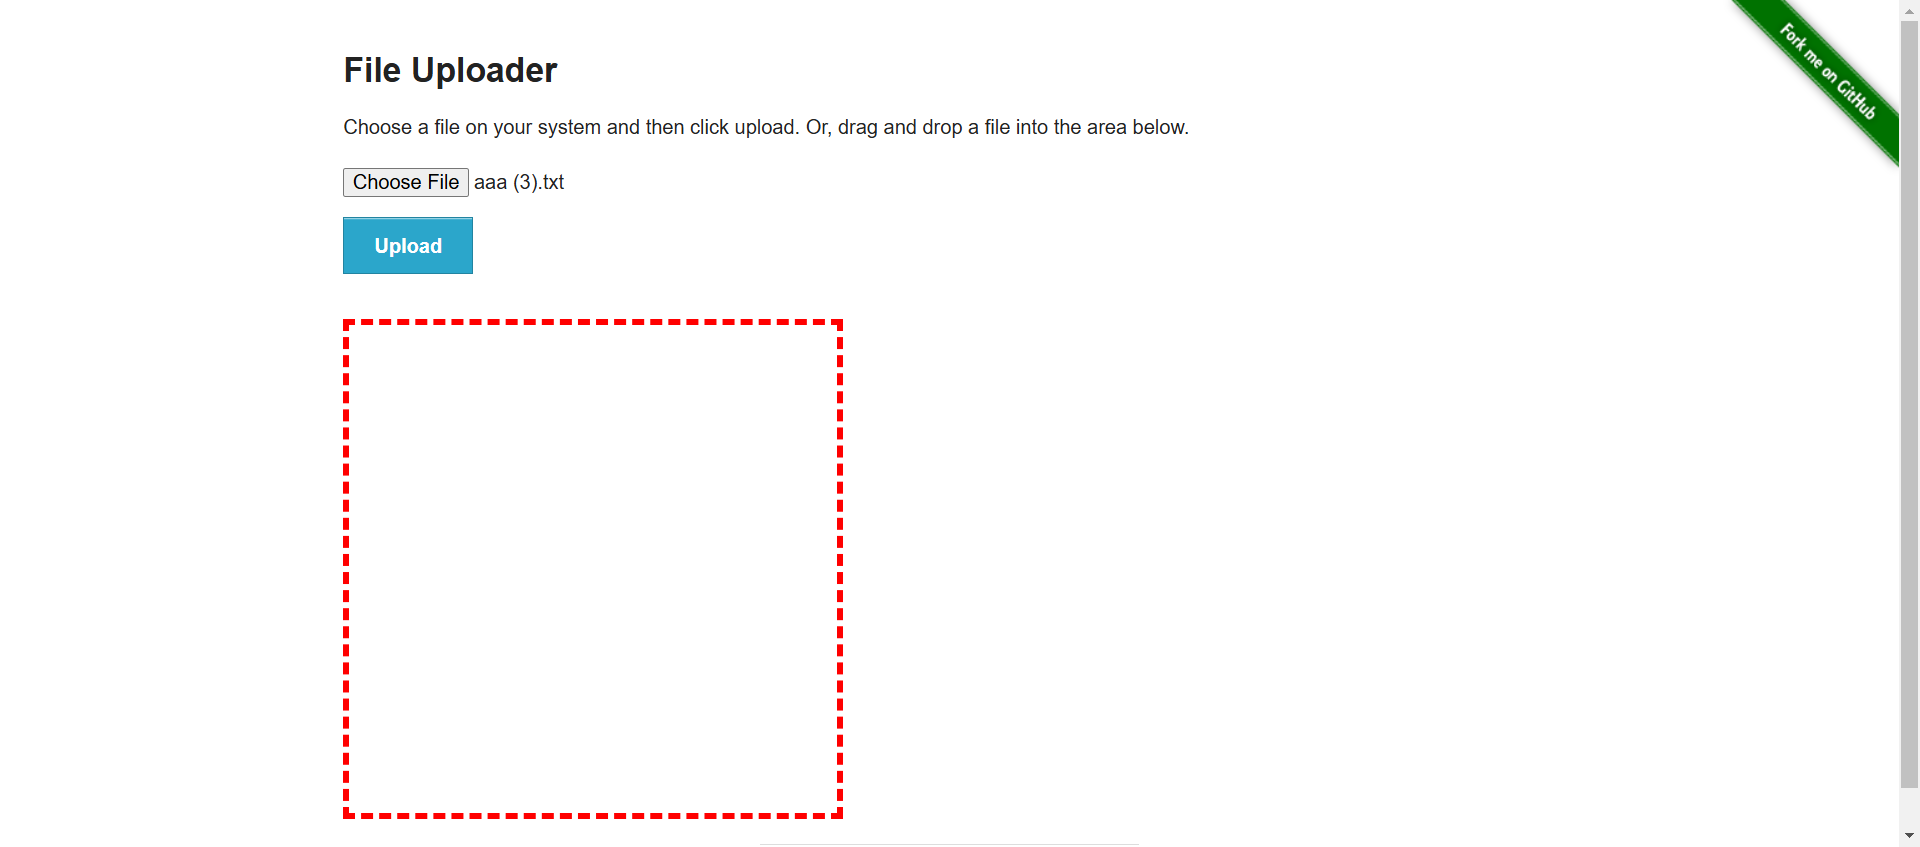 File Uploader
Fork me on GitHub
Choose a file on your system and then click upload. Or, drag and drop a file into the area below.
Choose File aaa (3).txt
Upload